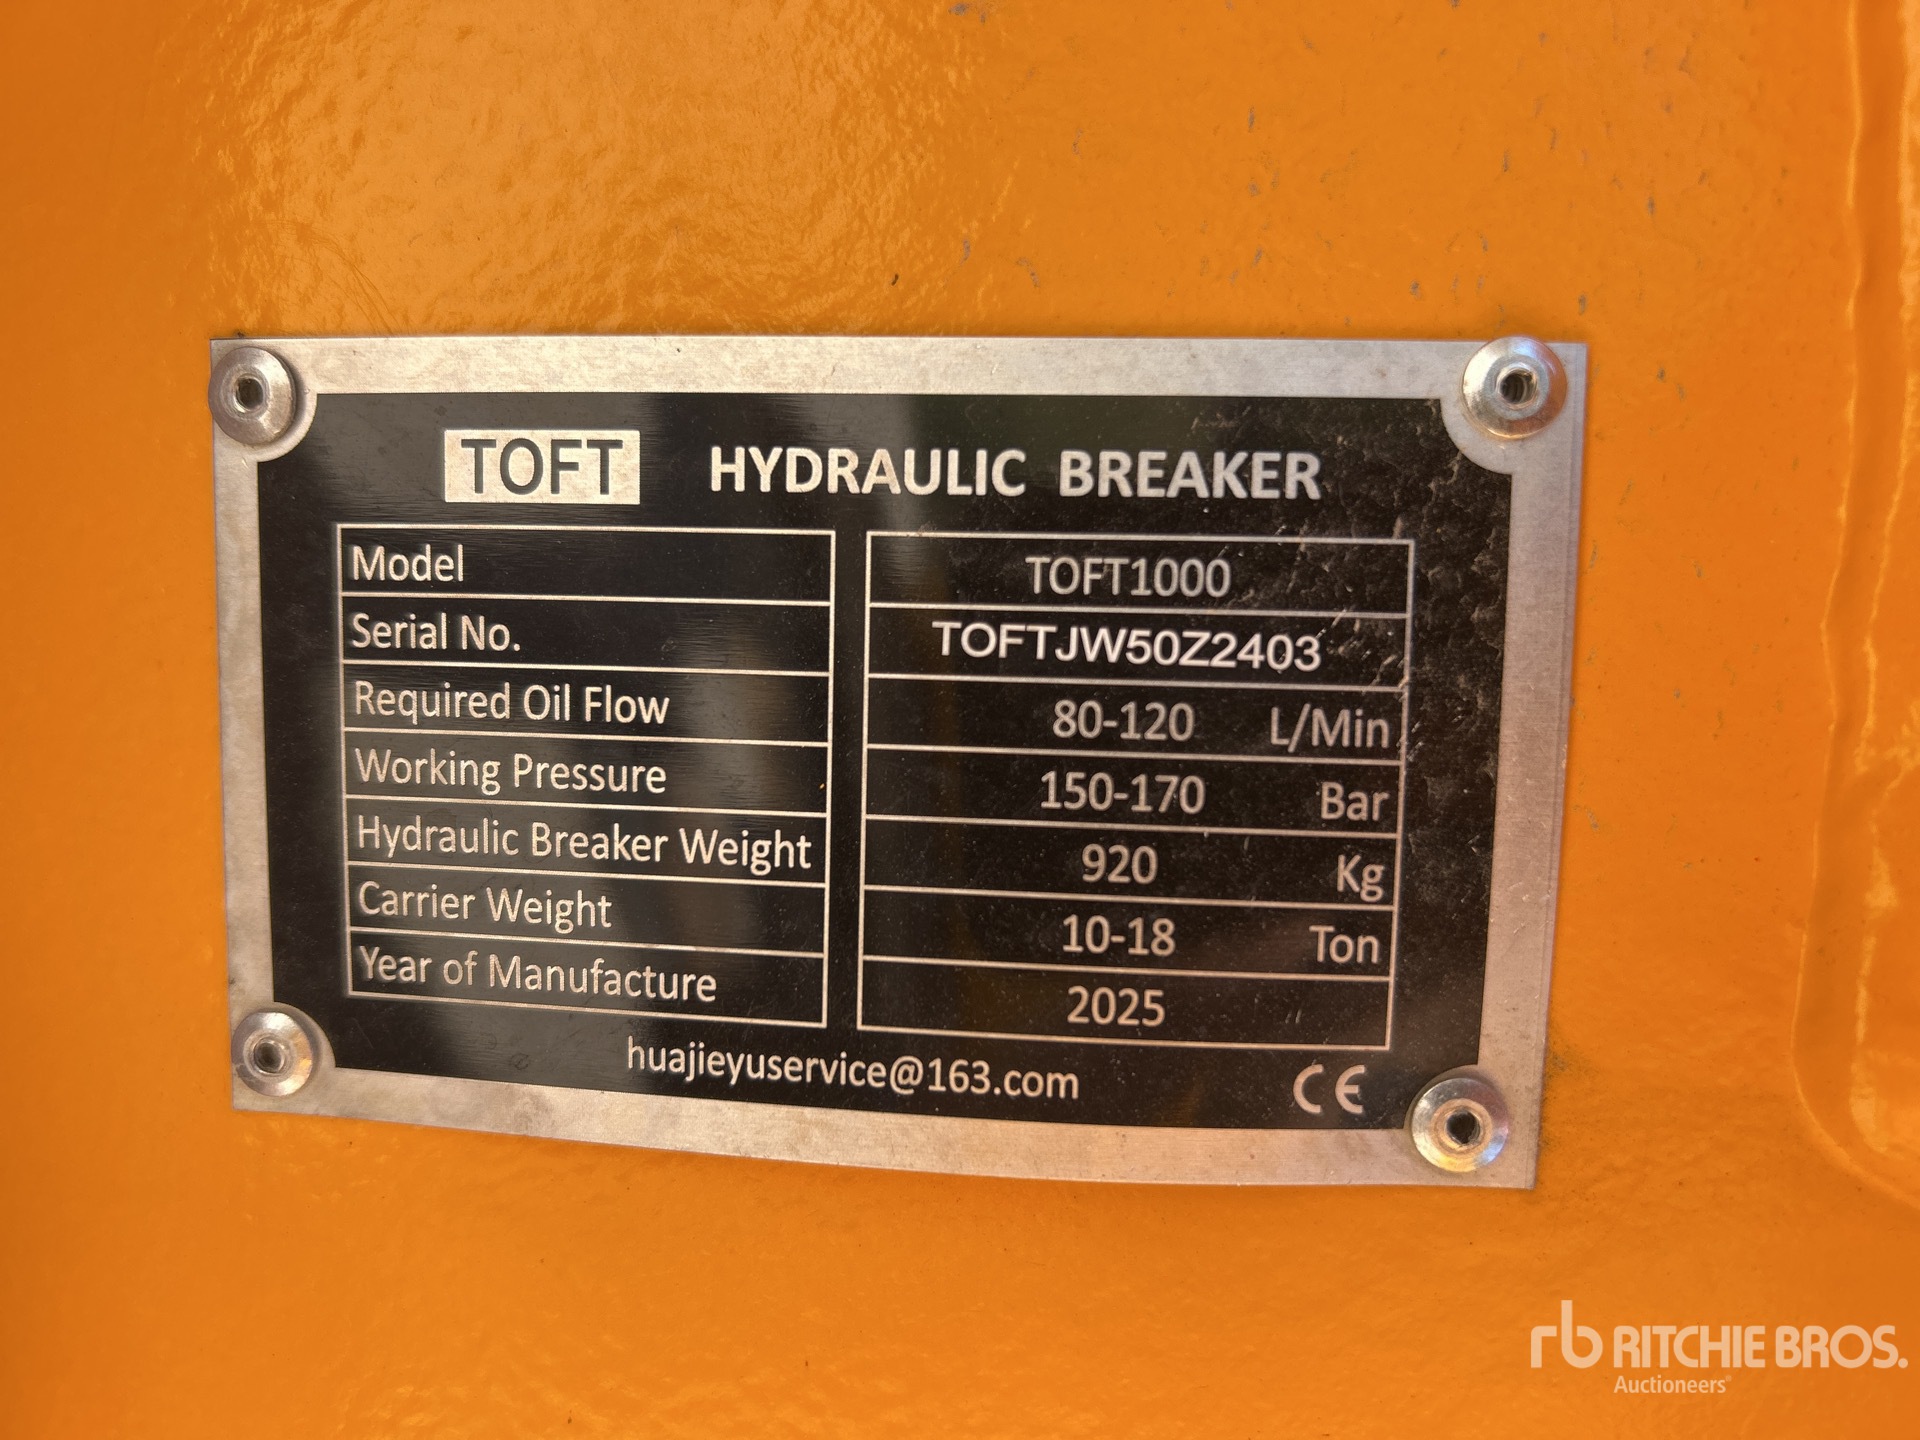 TOFT HYDRAULIC BREAKER
Model TOFT1000
Serial No. TOFTJW50Z2403
Required Oil Flow 80-120 L/Min
Working Pressure 150-170 Bar
Hydraulic Breaker Weight 920 Kg
Carrier Weight 10-18 Ton
Year of Manufacture 2025
huajieyuservice@163.com CE
rb RITCHIE BROS.
Auctioneers